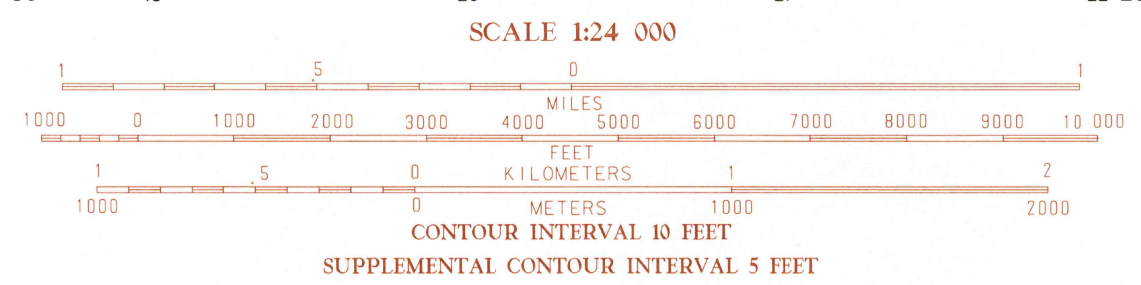 SCALE 1:24 000
1 .5 0 1
MILES
1000 0 1000 2000 3000 4000 5000 6000 7000 8000 9000 10 000
FEET
1 .5 0 KILOMETERS 1 2
1000 0 METERS 1000 2000
CONTOUR INTERVAL 10 FEET
SUPPLEMENTAL CONTOUR INTERVAL 5 FEET